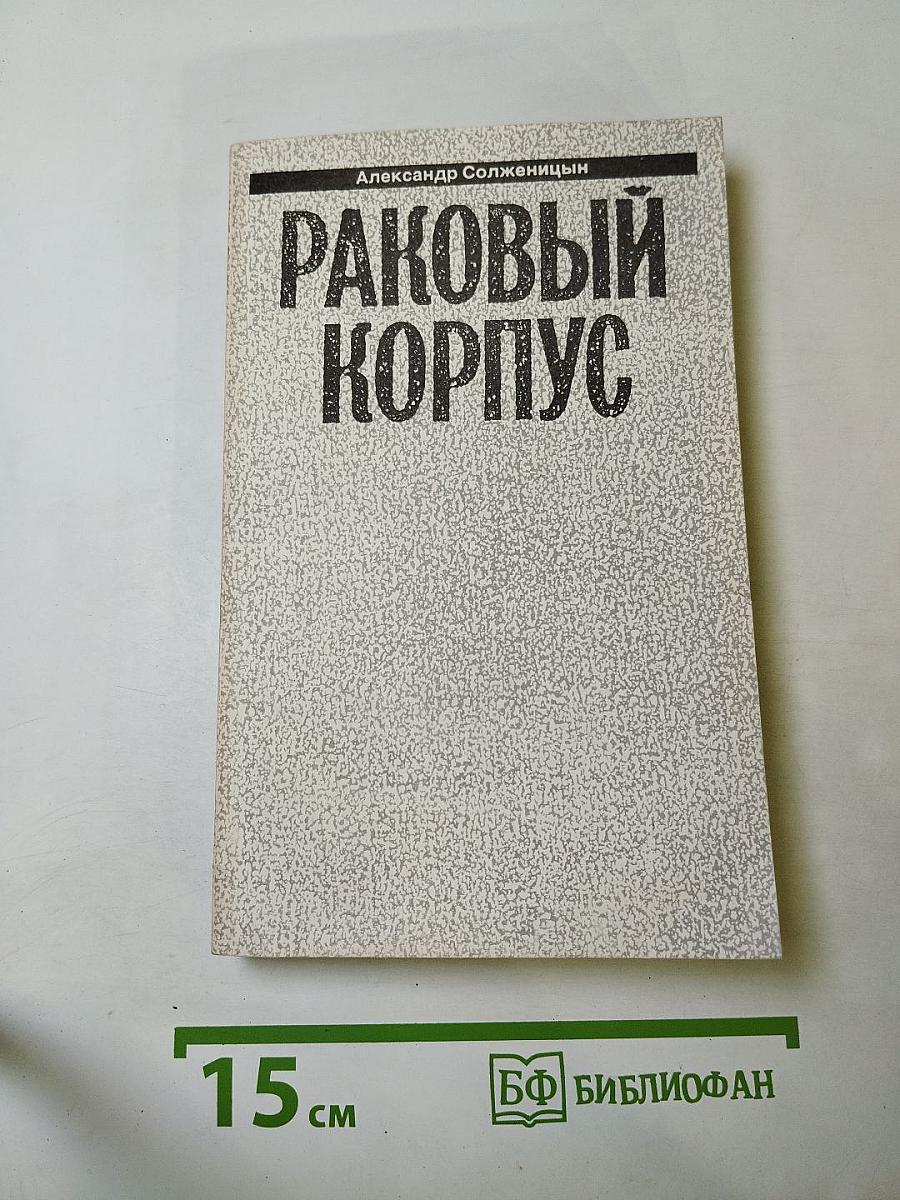 Александр Солженицын
РАКОВЫЙ
КОРПУС
15 см
БФ БИБЛИОФАН